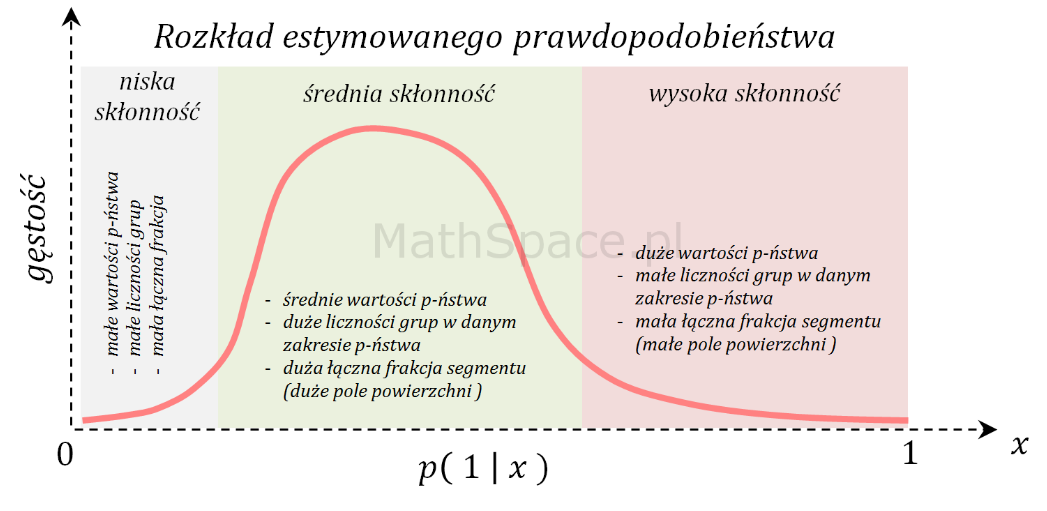 Rozkład estymowanego prawdopodobieństwa
niska
skłonność
średnia skłonność
wysoka skłonność
gęstość
- małe wartości p-ństwa
- małe liczności grup
- mała łączna frakcja
MathSpace.pl
- średnie wartości p-ństwa
- duże liczności grup w danym
zakresie p-ństwa
- duża łączna frakcja segmentu
(duże pole powierzchni )
- duże wartości p-ństwa
- małe liczności grup w danym
zakresie p-ństwa
- mała łączna frakcja segmentu
(małe pole powierzchni )
0
p( 1 | x )
1
x